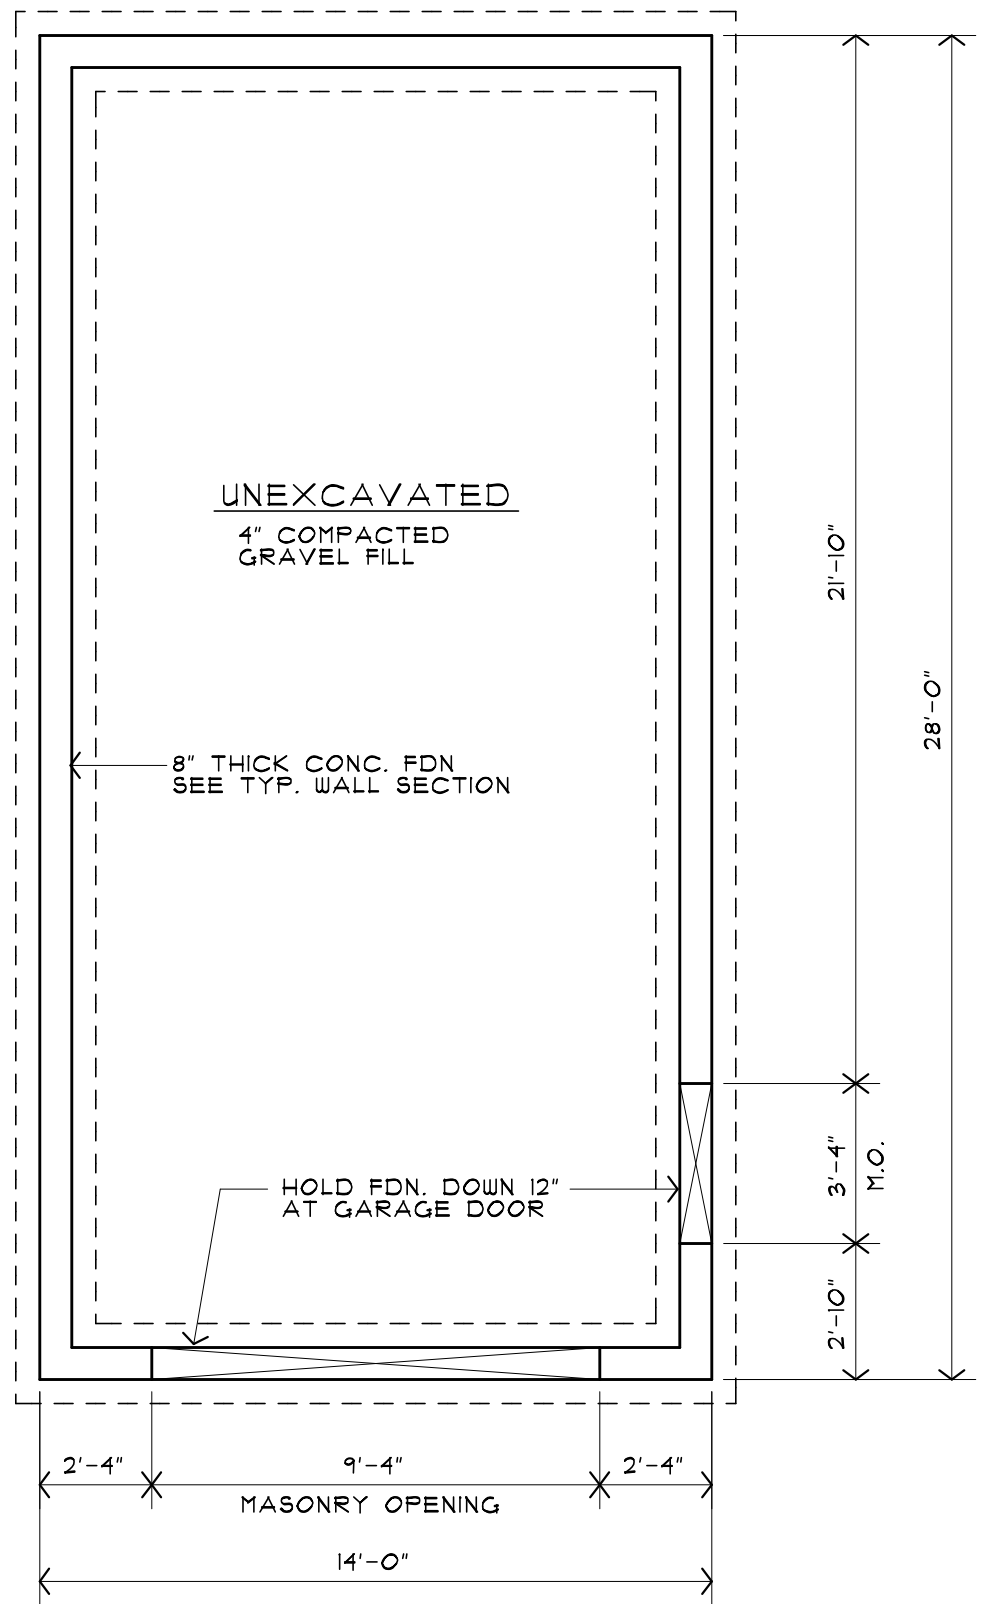 UNEXCAVATED
4" COMPACTED
GRAVEL FILL
21'-10"
28'-0"
8" THICK CONC. FDN
SEE TYP. WALL SECTION
3'-4"
M.O.
HOLD FDN. DOWN 12"
AT GARAGE DOOR
2'-10"
2'-4"
9'-4"
2'-4"
MASONRY OPENING
14'-0"